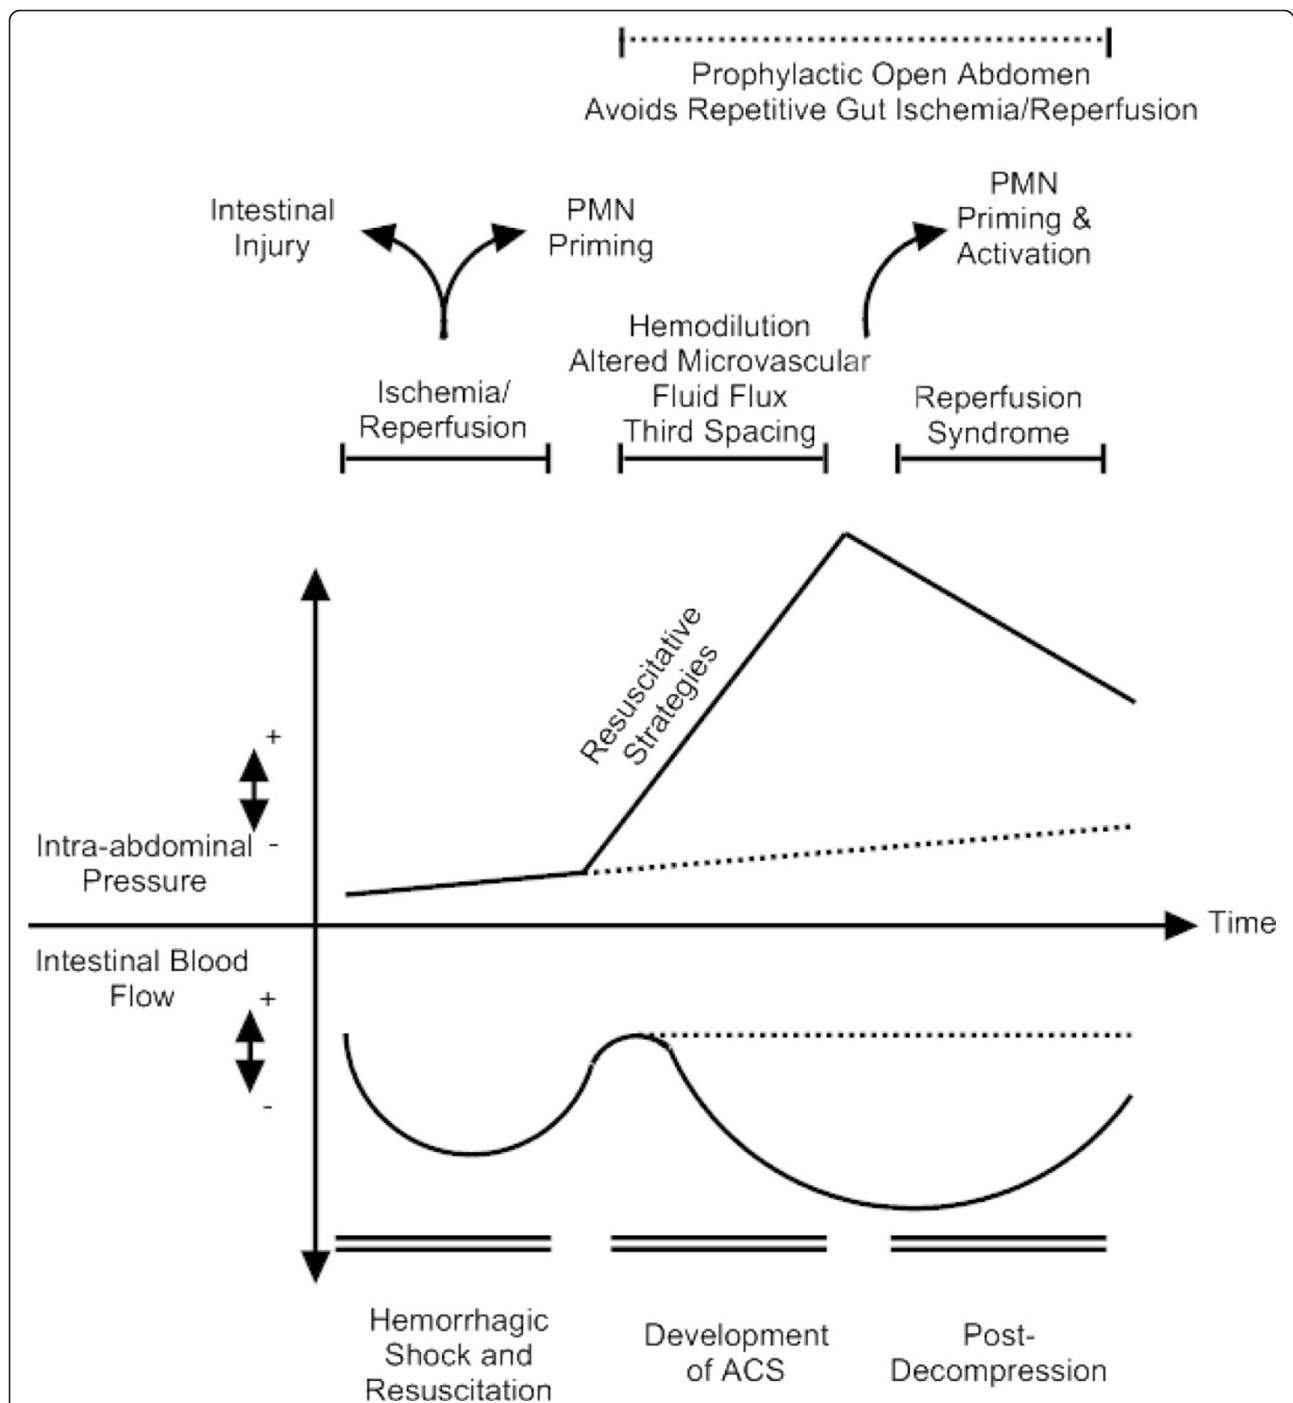 Prophylactic Open Abdomen
Avoids Repetitive Gut Ischemia/Reperfusion
Intestinal
Injury
PMN
Priming
PMN
Priming &
Activation
Ischemia/
Reperfusion
Hemodilution
Altered Microvascular
Fluid Flux
Third Spacing
Reperfusion
Syndrome
Resuscitative
Strategies
+
-
Intra-abdominal
Pressure
Time
Intestinal Blood
Flow
+
-
Hemorrhagic
Shock and
Resuscitation
Development
of ACS
Post-
Decompression